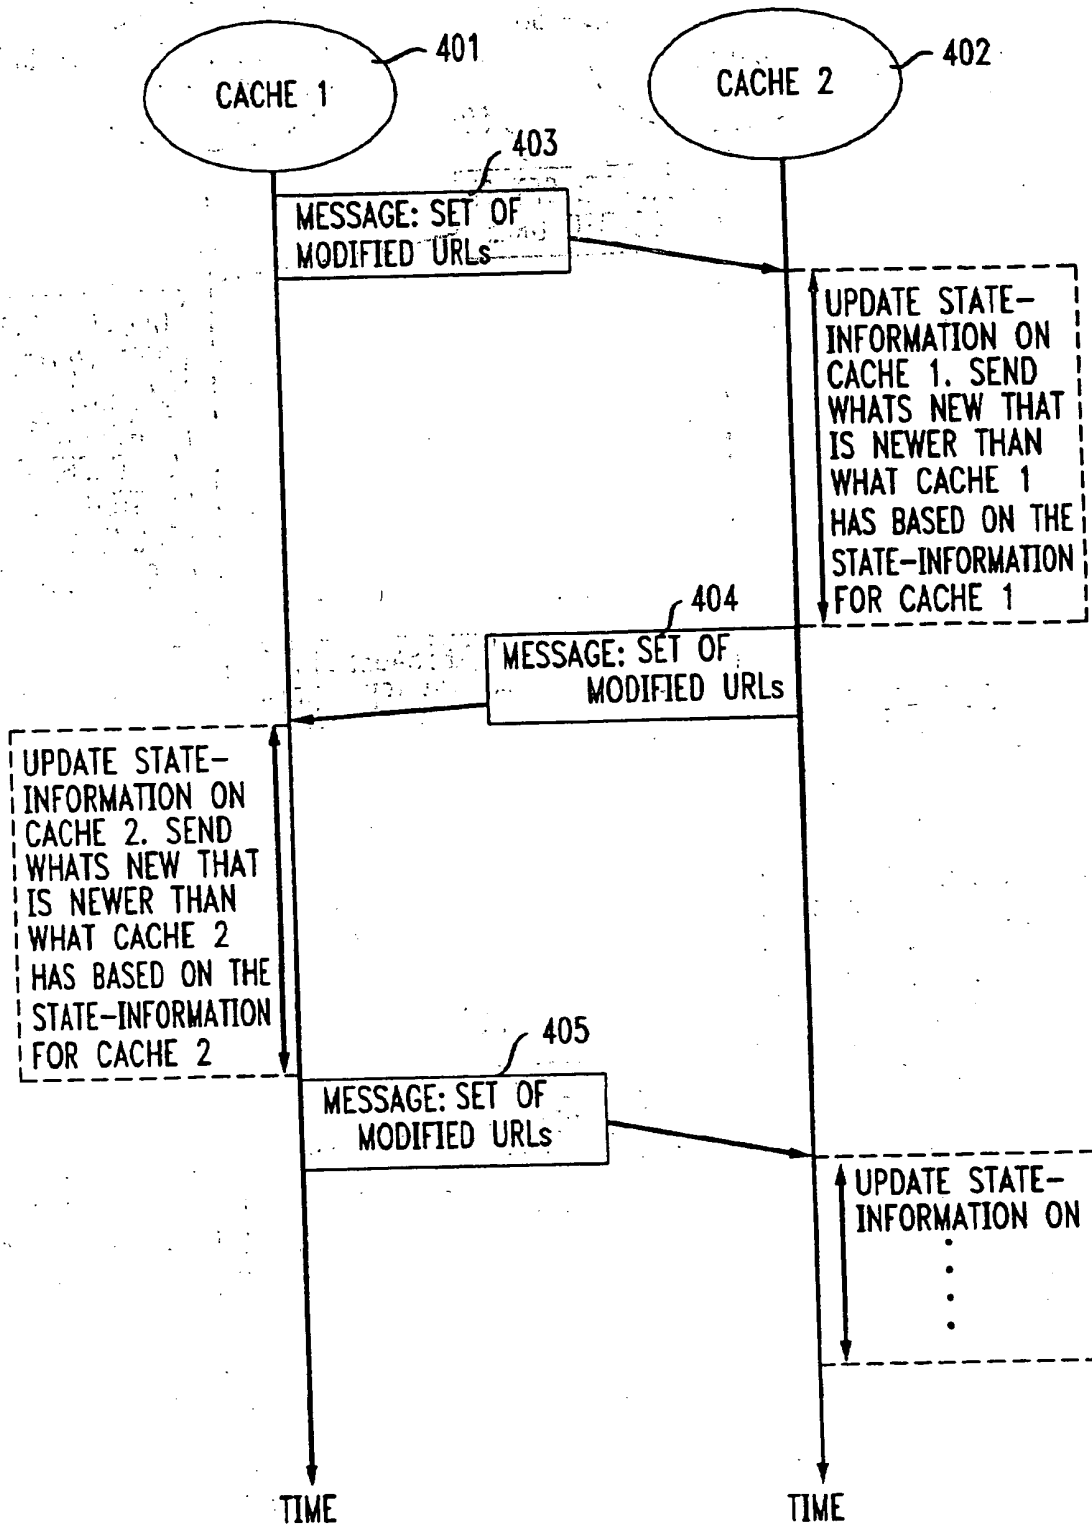 401
402
CACHE 1
CACHE 2
403
MESSAGE: SET OF
MODIFIED URLs
UPDATE STATE-
INFORMATION ON
CACHE 1. SEND
WHATS NEW THAT
IS NEWER THAN
WHAT CACHE 1
HAS BASED ON THE
STATE-INFORMATION
FOR CACHE 1
404
MESSAGE: SET OF
MODIFIED URLs
UPDATE STATE-
INFORMATION ON
CACHE 2. SEND
WHATS NEW THAT
IS NEWER THAN
WHAT CACHE 2
HAS BASED ON THE
STATE-INFORMATION
FOR CACHE 2
405
MESSAGE: SET OF
MODIFIED URLs
UPDATE STATE-
INFORMATION ON
TIME
TIME